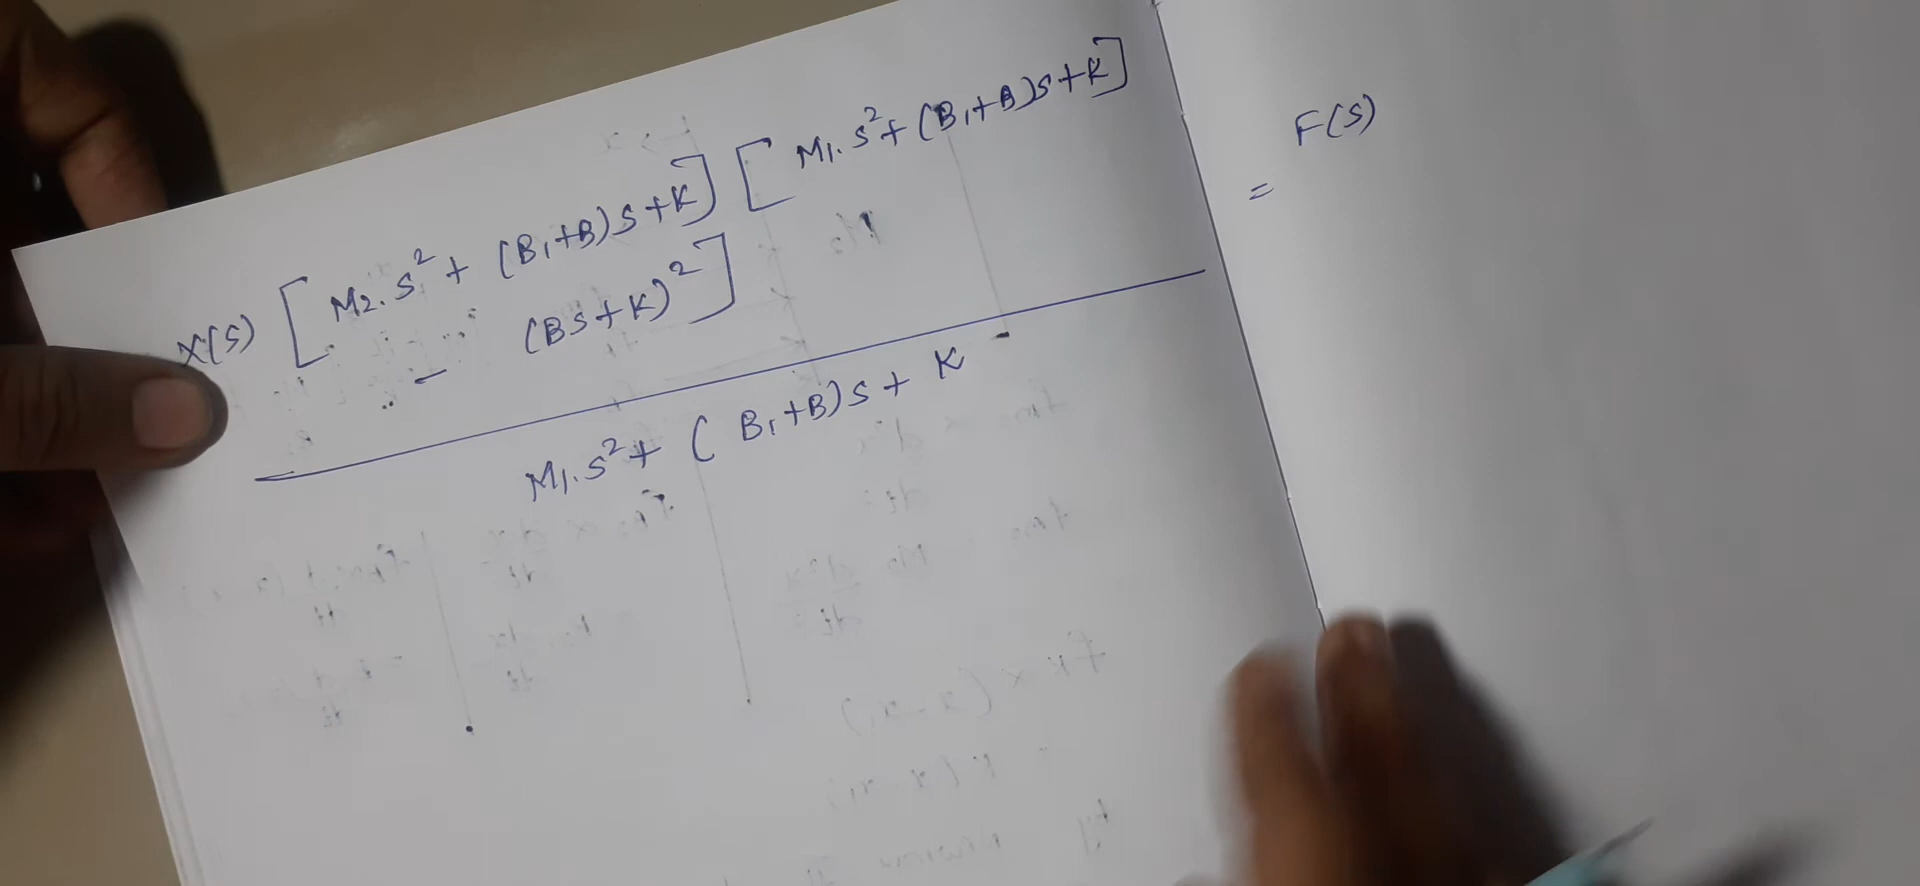 X(s) [M2.s² + (B1+B)s+K] [M1.s²+(B1+B)s+K]
- (Bs+K)²]
M1.s²+ (B1+B)s+ K
= F(s)